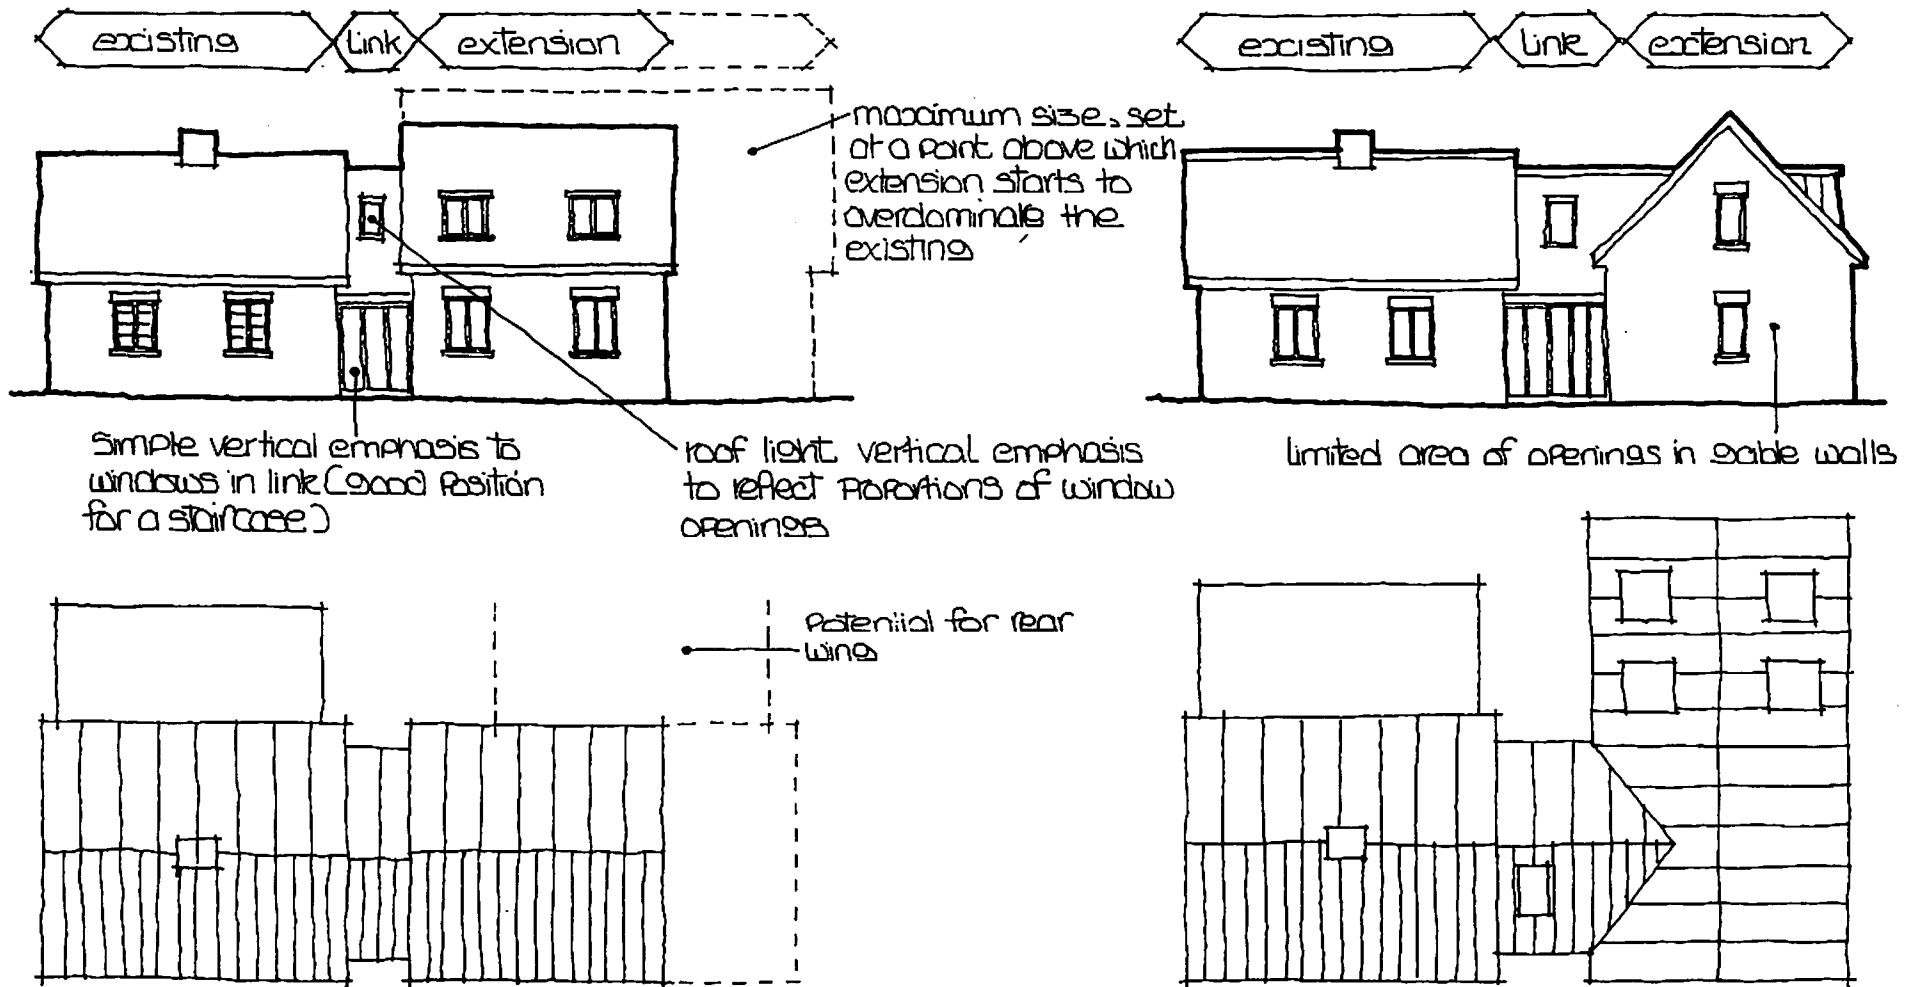 existing
link
extension
existing
link
extension
maximum size, set
at a point above which
extension starts to
overdominate the
existing
simple vertical emphasis to
windows in link (good position
for a staircase)
roof light vertical emphasis
to reflect proportions of window
openings
limited area of openings in gable walls
Potential for rear
wing